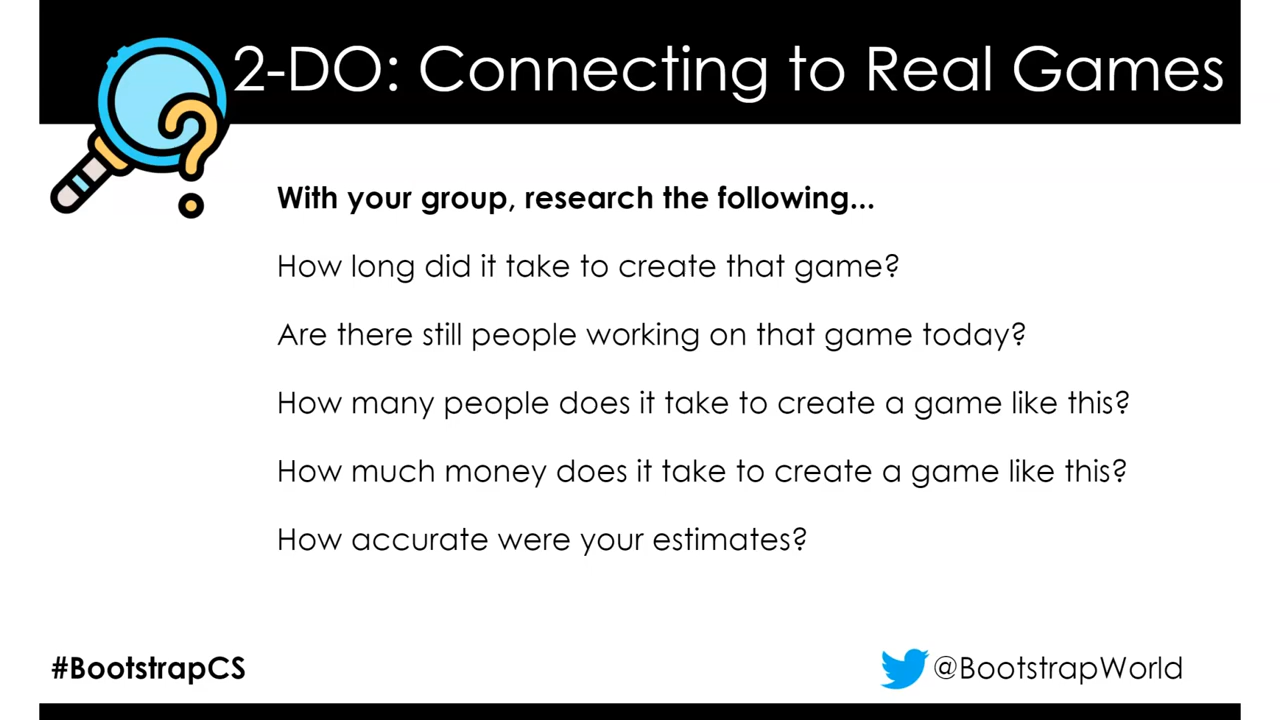 2-DO: Connecting to Real Games
With your group, research the following...
How long did it take to create that game?
Are there still people working on that game today?
How many people does it take to create a game like this?
How much money does it take to create a game like this?
How accurate were your estimates?
#BootstrapCS
@BootstrapWorld